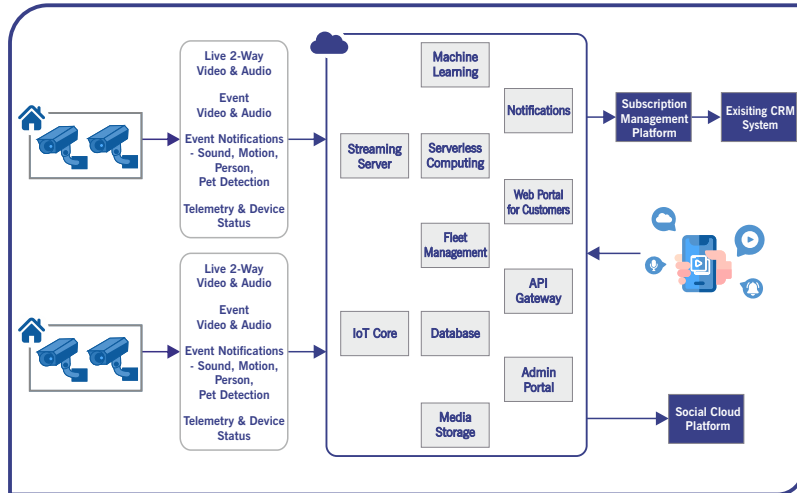 Live 2-Way
Video & Audio
Event
Video & Audio
Event Notifications
- Sound, Motion,
Person,
Pet Detection
Telemetry & Device
Status
Live 2-Way
Video & Audio
Event
Video & Audio
Event Notifications
- Sound, Motion,
Person,
Pet Detection
Telemetry & Device
Status
Machine
Learning
Notifications
Streaming
Server
Serverless
Computing
Web Portal
for Customers
Fleet
Management
API
Gateway
IoT Core
Database
Admin
Portal
Media
Storage
Subscription
Management
Platform
Exisiting CRM
System
Social Cloud
Platform